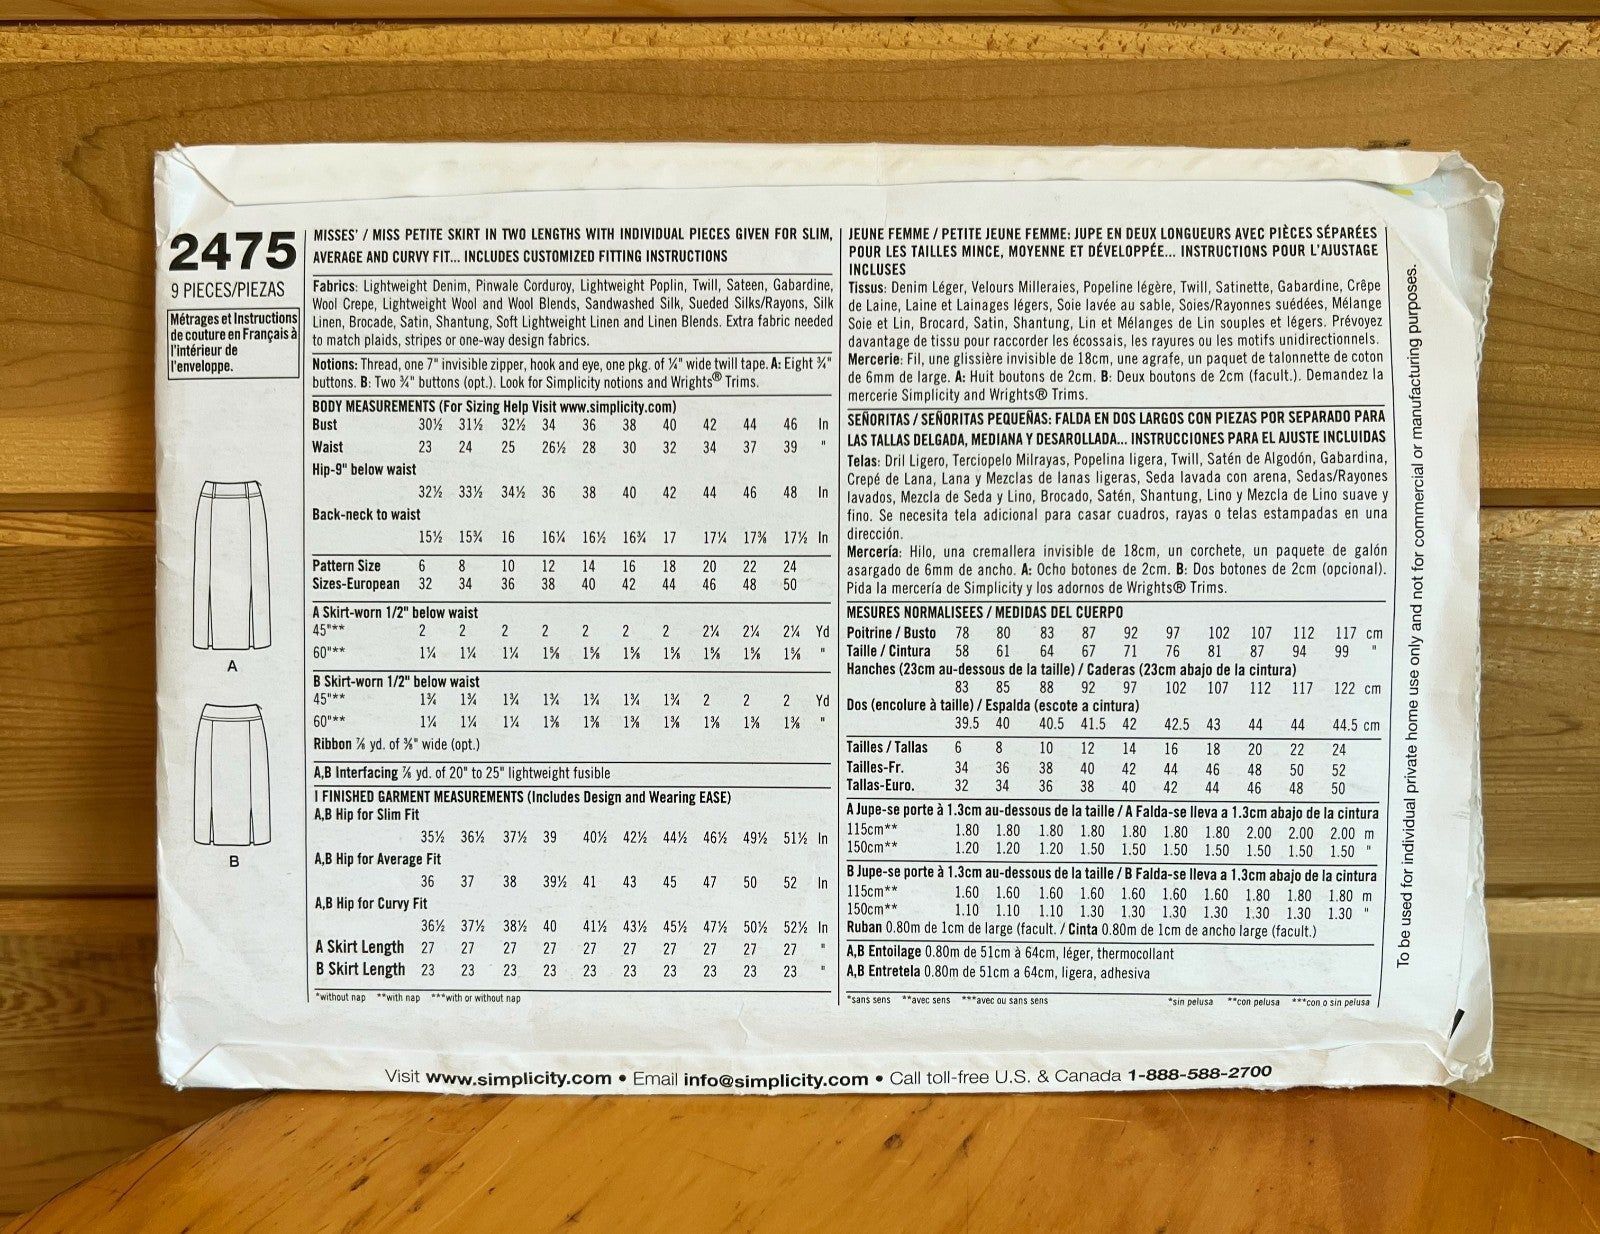 2475
9 PIECES/PIEZAS
Métrages et Instructions
de couture en Français à
l'intérieur de
l'enveloppe.
A
B
MISSES' / MISS PETITE SKIRT IN TWO LENGTHS WITH INDIVIDUAL PIECES GIVEN FOR SLIM,
AVERAGE AND CURVY FIT... INCLUDES CUSTOMIZED FITTING INSTRUCTIONS
Fabrics: Lightweight Denim, Pinwale Corduroy, Lightweight Poplin, Twill, Sateen, Gabardine,
Wool Crepe, Lightweight Wool and Wool Blends, Sandwashed Silk, Sueded Silks/Rayons, Silk
Linen, Brocade, Satin, Shantung, Soft Lightweight Linen and Linen Blends. Extra fabric needed
to match plaids, stripes or one-way design fabrics.
Notions: Thread, one 7" invisible zipper, hook and eye, one pkg. of ¼" wide twill tape. A: Eight ¾"
buttons. B: Two ¾" buttons (opt.). Look for Simplicity notions and Wrights® Trims.
BODY MEASUREMENTS (For Sizing Help Visit www.simplicity.com)
Bust 30½ 31½ 32½ 34 36 38 40 42 44 46 In
Waist 23 24 25 26½ 28 30 32 34 37 39 "
Hip-9" below waist
32½ 33½ 34½ 36 38 40 42 44 46 48 In
Back-neck to waist
15½ 15¾ 16 16¼ 16½ 16¾ 17 17¼ 17⅜ 17½ In
Pattern Size 6 8 10 12 14 16 18 20 22 24
Sizes-European 32 34 36 38 40 42 44 46 48 50
A Skirt-worn 1/2" below waist
45"** 2 2 2 2 2 2 2 2¼ 2¼ 2¼ Yd
60"** 1¼ 1¼ 1¼ 1⅝ 1⅝ 1⅝ 1⅝ 1⅝ 1⅝ 1⅝ "
B Skirt-worn 1/2" below waist
45"** 1¾ 1¾ 1¾ 1¾ 1¾ 1¾ 1¾ 2 2 2 Yd
60"** 1¼ 1¼ 1¼ 1⅜ 1⅜ 1⅜ 1⅜ 1⅜ 1⅜ 1⅜ "
Ribbon ⅞ yd. of ⅜" wide (opt.)
A,B Interfacing ⅞ yd. of 20" to 25" lightweight fusible
I FINISHED GARMENT MEASUREMENTS (Includes Design and Wearing EASE)
A,B Hip for Slim Fit
35½ 36½ 37½ 39 40½ 42½ 44½ 46½ 49½ 51½ In
A,B Hip for Average Fit
36 37 38 39½ 41 43 45 47 50 52 In
A,B Hip for Curvy Fit
36½ 37½ 38½ 40 41½ 43½ 45½ 47½ 50½ 52½ In
A Skirt Length 27 27 27 27 27 27 27 27 27 27 "
B Skirt Length 23 23 23 23 23 23 23 23 23 23 "
*without nap **with nap ***with or without nap
JEUNE FEMME / PETITE JEUNE FEMME: JUPE EN DEUX LONGUEURS AVEC PIÈCES SÉPARÉES
POUR LES TAILLES MINCE, MOYENNE ET DÉVELOPPÉE... INSTRUCTIONS POUR L'AJUSTAGE
INCLUSES
Tissus: Denim Léger, Velours Milleraies, Popeline légère, Twill, Satinette, Gabardine, Crêpe
de Laine, Laine et Lainages légers, Soie lavée au sable, Soies/Rayonnes suédées, Mélange
Soie et Lin, Brocard, Satin, Shantung, Lin et Mélanges de Lin souples et légers. Prévoyez
davantage de tissu pour raccorder les écossais, les rayures ou les motifs unidirectionnels.
Mercerie: Fil, une glissière invisible de 18cm, une agrafe, un paquet de talonnette de coton
de 6mm de large. A: Huit boutons de 2cm. B: Deux boutons de 2cm (facult.). Demandez la
mercerie Simplicity and Wrights® Trims.
SEÑORITAS / SEÑORITAS PEQUEÑAS: FALDA EN DOS LARGOS CON PIEZAS POR SEPARADO PARA
LAS TALLAS DELGADA, MEDIANA Y DESAROLLADA... INSTRUCCIONES PARA EL AJUSTE INCLUIDAS
Telas: Dril Ligero, Terciopelo Milrayas, Popelina ligera, Twill, Satén de Algodón, Gabardina,
Crepé de Lana, Lana y Mezclas de lanas ligeras, Seda lavada con arena, Sedas/Rayones
lavados, Mezcla de Seda y Lino, Brocado, Satén, Shantung, Lino y Mezcla de Lino suave y
fino. Se necesita tela adicional para casar cuadros, rayas o telas estampadas en una
dirección.
Mercería: Hilo, una cremallera invisible de 18cm, un corchete, un paquete de galón
asargado de 6mm de ancho. A: Ocho botones de 2cm. B: Dos botones de 2cm (opcional).
Pida la mercería de Simplicity y los adornos de Wrights® Trims.
MESURES NORMALISEES / MEDIDAS DEL CUERPO
Poitrine / Busto 78 80 83 87 92 97 102 107 112 117 cm
Taille / Cintura 58 61 64 67 71 76 81 87 94 99 "
Hanches (23cm au-dessous de la taille) / Caderas (23cm abajo de la cintura)
83 85 88 92 97 102 107 112 117 122 cm
Dos (encolure à taille) / Espalda (escote a cintura)
39.5 40 40.5 41.5 42 42.5 43 44 44 44.5 cm
Tailles / Tallas 6 8 10 12 14 16 18 20 22 24
Tailles-Fr. 34 36 38 40 42 44 46 48 50 52
Tallas-Euro. 32 34 36 38 40 42 44 46 48 50
A Jupe-se porte à 1.3cm au-dessous de la taille / A Falda-se lleva a 1.3cm abajo de la cintura
115cm** 1.80 1.80 1.80 1.80 1.80 1.80 1.80 2.00 2.00 2.00 m
150cm** 1.20 1.20 1.20 1.50 1.50 1.50 1.50 1.50 1.50 1.50 "
B Jupe-se porte à 1.3cm au-dessous de la taille / B Falda-se lleva a 1.3cm abajo de la cintura
115cm** 1.60 1.60 1.60 1.60 1.60 1.60 1.60 1.80 1.80 1.80 m
150cm** 1.10 1.10 1.10 1.30 1.30 1.30 1.30 1.30 1.30 1.30 "
Ruban 0.80m de 1cm de large (facult. / Cinta 0.80m de 1cm de ancho large (facult.)
A,B Entoilage 0.80m de 51cm à 64cm, léger, thermocollant
A,B Entretela 0.80m de 51cm a 64cm, ligera, adhesiva
*sans sens **avec sens ***avec ou sans sens *sin pelusa **con pelusa ***con o sin pelusa
To be used for individual private home use only and not for commercial or manufacturing purposes.
Visit www.simplicity.com • Email info@simplicity.com • Call toll-free U.S. & Canada 1-888-588-2700